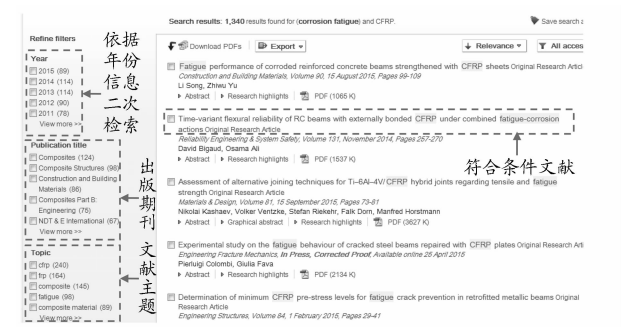 Search results: 1,340 results found for (corrosion fatigue) and CFRP.
Save search a
Refine filters
Year
2015 (89)
2014 (114)
2013 (114)
2012 (90)
2011 (78)
View more >>
依据
年份
信息
二次
检索
Publication title
Composites (124)
Composite Structures (98)
Construction and Building
Materials (86)
Composites Part B:
Engineering (75)
NDT & E International (67)
View more >>
出版期刊
Topic
cfrp (240)
frp (164)
composite (145)
fatigue (98)
composite material (89)
文献主题
Download PDFs
Export
Relevance
All acces
Fatigue performance of corroded reinforced concrete beams strengthened with CFRP sheets Original Research Articl
Construction and Building Materials, Volume 90, 15 August 2015, Pages 99-109
Li Song, Zhiwu Yu
Abstract Research highlights PDF (1065 K)
Time-variant flexural reliability of RC beams with externally bonded CFRP under combined fatigue-corrosion
actions Original Research Article
Reliability Engineering & System Safety, Volume 131, November 2014, Pages 257-270
David Bigaud, Osama Ali
Abstract Research highlights PDF (1537 K)
符合条件文献
Assessment of alternative joining techniques for Ti–6Al–4V/CFRP hybrid joints regarding tensile and fatigue
strength Original Research Article
Materials & Design, Volume 81, 15 September 2015, Pages 73-81
Nikolai Kashaev, Volker Ventzke, Stefan Riekehr, Falk Dorn, Manfred Horstmann
Abstract Graphical abstract Research highlights PDF (3627 K)
Experimental study on the fatigue behaviour of cracked steel beams repaired with CFRP plates Original Research Arti
Engineering Fracture Mechanics, In Press, Corrected Proof, Available online 25 April 2015
Pierluigi Colombi, Giulia Fava
Abstract Research highlights PDF (2134 K)
Determination of minimum CFRP pre-stress levels for fatigue crack prevention in retrofitted metallic beams Original
Research Article
Engineering Structures, Volume 84, 1 February 2015, Pages 29-41